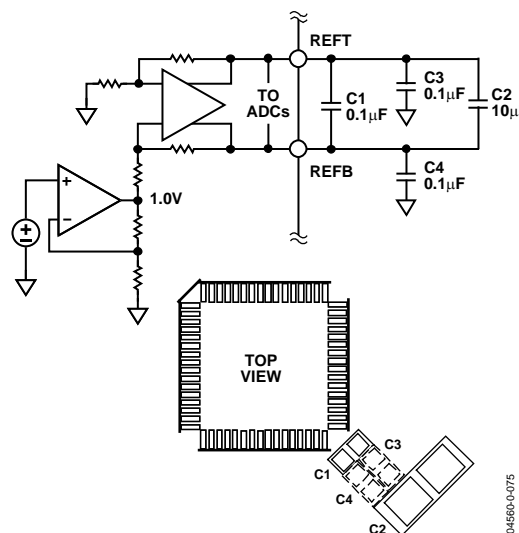 REFT
TO
ADCs
C1
0.1μF
C3
0.1μF
C2
10μ
REFB
C4
0.1μF
+
−
1.0V
+
−
TOP
VIEW
C3
C1
C4
C2
04560-0-075